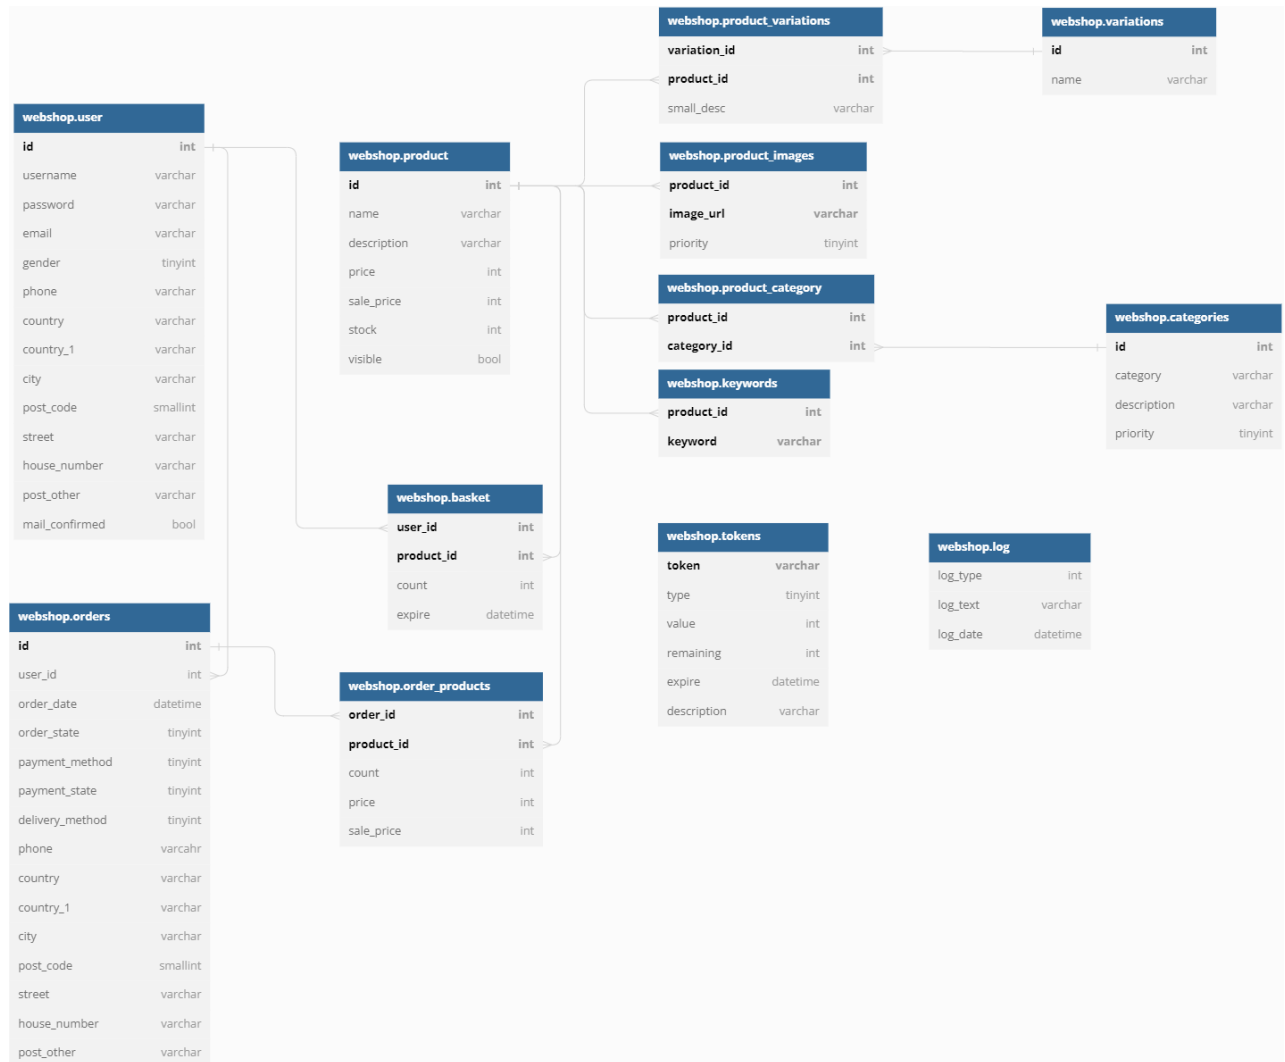 webshop.product_variations
variation_id int
product_id int
small_desc varchar
webshop.variations
id int
name varchar
webshop.user
id int
username varchar
password varchar
email varchar
gender tinyint
phone varchar
country varchar
country_1 varchar
city varchar
post_code smallint
street varchar
house_number varchar
post_other varchar
mail_confirmed bool
webshop.product
id int
name varchar
description varchar
price int
sale_price int
stock int
visible bool
webshop.product_images
product_id int
image_url varchar
priority tinyint
webshop.product_category
product_id int
category_id int
webshop.categories
id int
category varchar
description varchar
priority tinyint
webshop.keywords
product_id int
keyword varchar
webshop.basket
user_id int
product_id int
count int
expire datetime
webshop.tokens
token varchar
type tinyint
value int
remaining int
expire datetime
description varchar
webshop.log
log_type int
log_text varchar
log_date datetime
webshop.orders
id int
user_id int
order_date datetime
order_state tinyint
payment_method tinyint
payment_state tinyint
delivery_method tinyint
phone varcahr
country varchar
country_1 varchar
city varchar
post_code smallint
street varchar
house_number varchar
post_other varchar
webshop.order_products
order_id int
product_id int
count int
price int
sale_price int